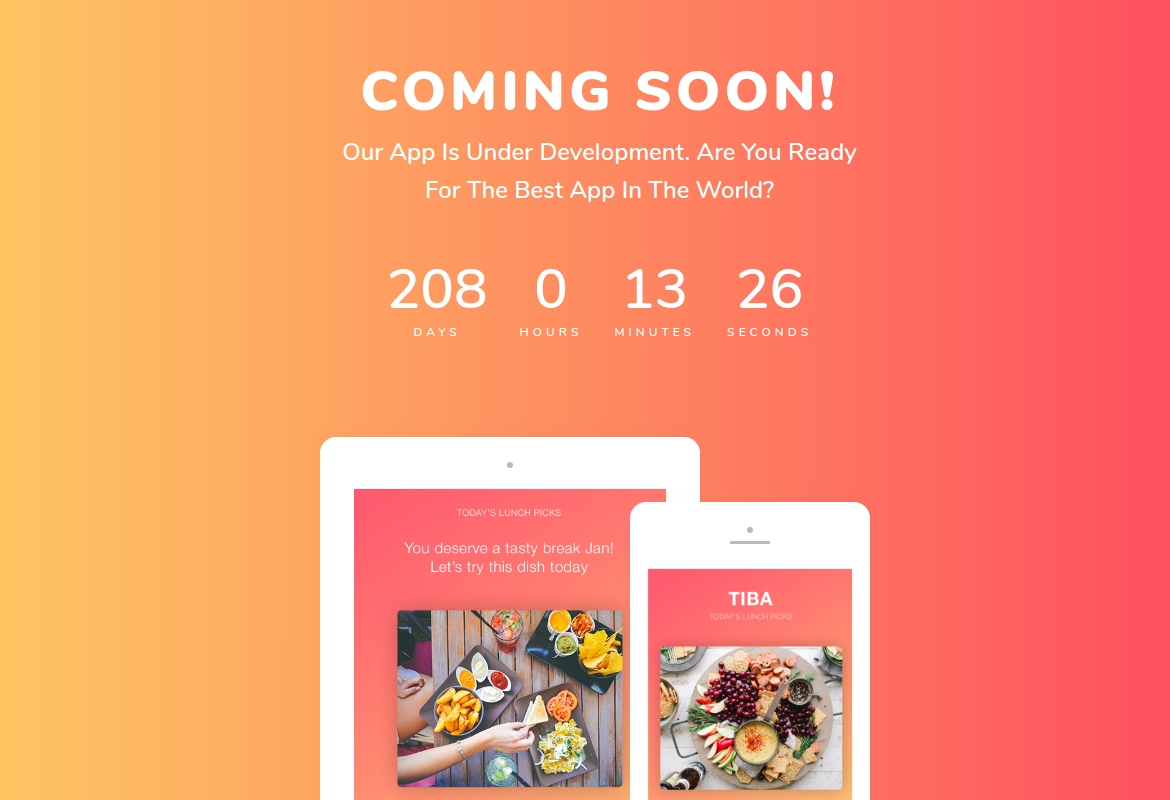 COMING SOON!
Our App Is Under Development. Are You Ready
For The Best App In The World?
208 0 13 26
DAYS HOURS MINUTES SECONDS
TODAY'S LUNCH PICKS
You deserve a tasty break Jan!
Let's try this dish today
TIBA
TODAY'S LUNCH PICKS